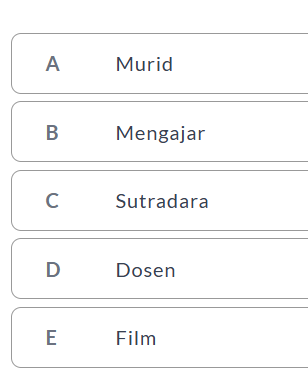 A Murid
B Mengajar
C Sutradara
D Dosen
E Film